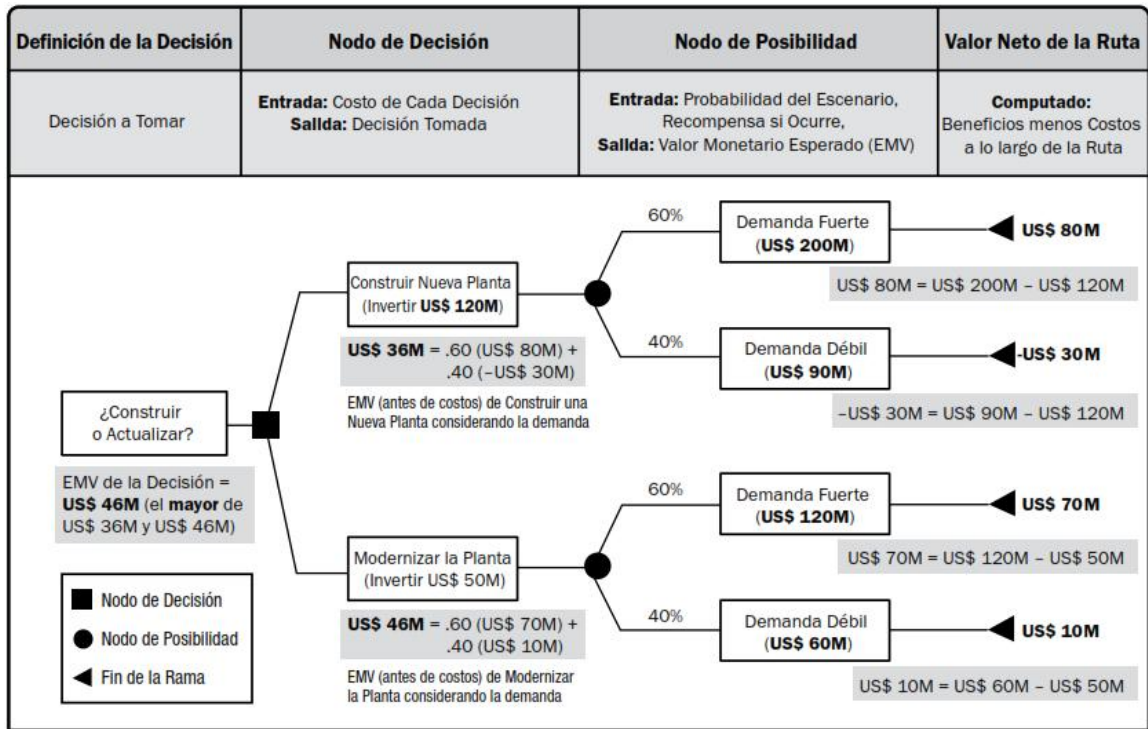 Definición de la Decisión
Nodo de Decisión
Nodo de Posibilidad
Valor Neto de la Ruta
Decisión a Tomar
Entrada: Costo de Cada Decisión
Salida: Decisión Tomada
Entrada: Probabilidad del Escenario,
Recompensa si Ocurre,
Salida: Valor Monetario Esperado (EMV)
Computado:
Beneficios menos Costos
a lo largo de la Ruta
¿Construir
o Actualizar?
EMV de la Decisión =
US$ 46M (el mayor de
US$ 36M y US$ 46M)
Construir Nueva Planta
(Invertir US$ 120M)
US$ 36M = .60 (US$ 80M) +
.40 (–US$ 30M)
EMV (antes de costos) de Construir una
Nueva Planta considerando la demanda
60%
Demanda Fuerte
(US$ 200M)
US$ 80M
US$ 80M = US$ 200M – US$ 120M
40%
Demanda Débil
(US$ 90M)
-US$ 30M
–US$ 30M = US$ 90M – US$ 120M
Modernizar la Planta
(Invertir US$ 50M)
US$ 46M = .60 (US$ 70M) +
.40 (US$ 10M)
EMV (antes de costos) de Modernizar
la Planta considerando la demanda
60%
Demanda Fuerte
(US$ 120M)
US$ 70M
US$ 70M = US$ 120M – US$ 50M
40%
Demanda Débil
(US$ 60M)
US$ 10M
US$ 10M = US$ 60M – US$ 50M
Nodo de Decisión
Nodo de Posibilidad
Fin de la Rama